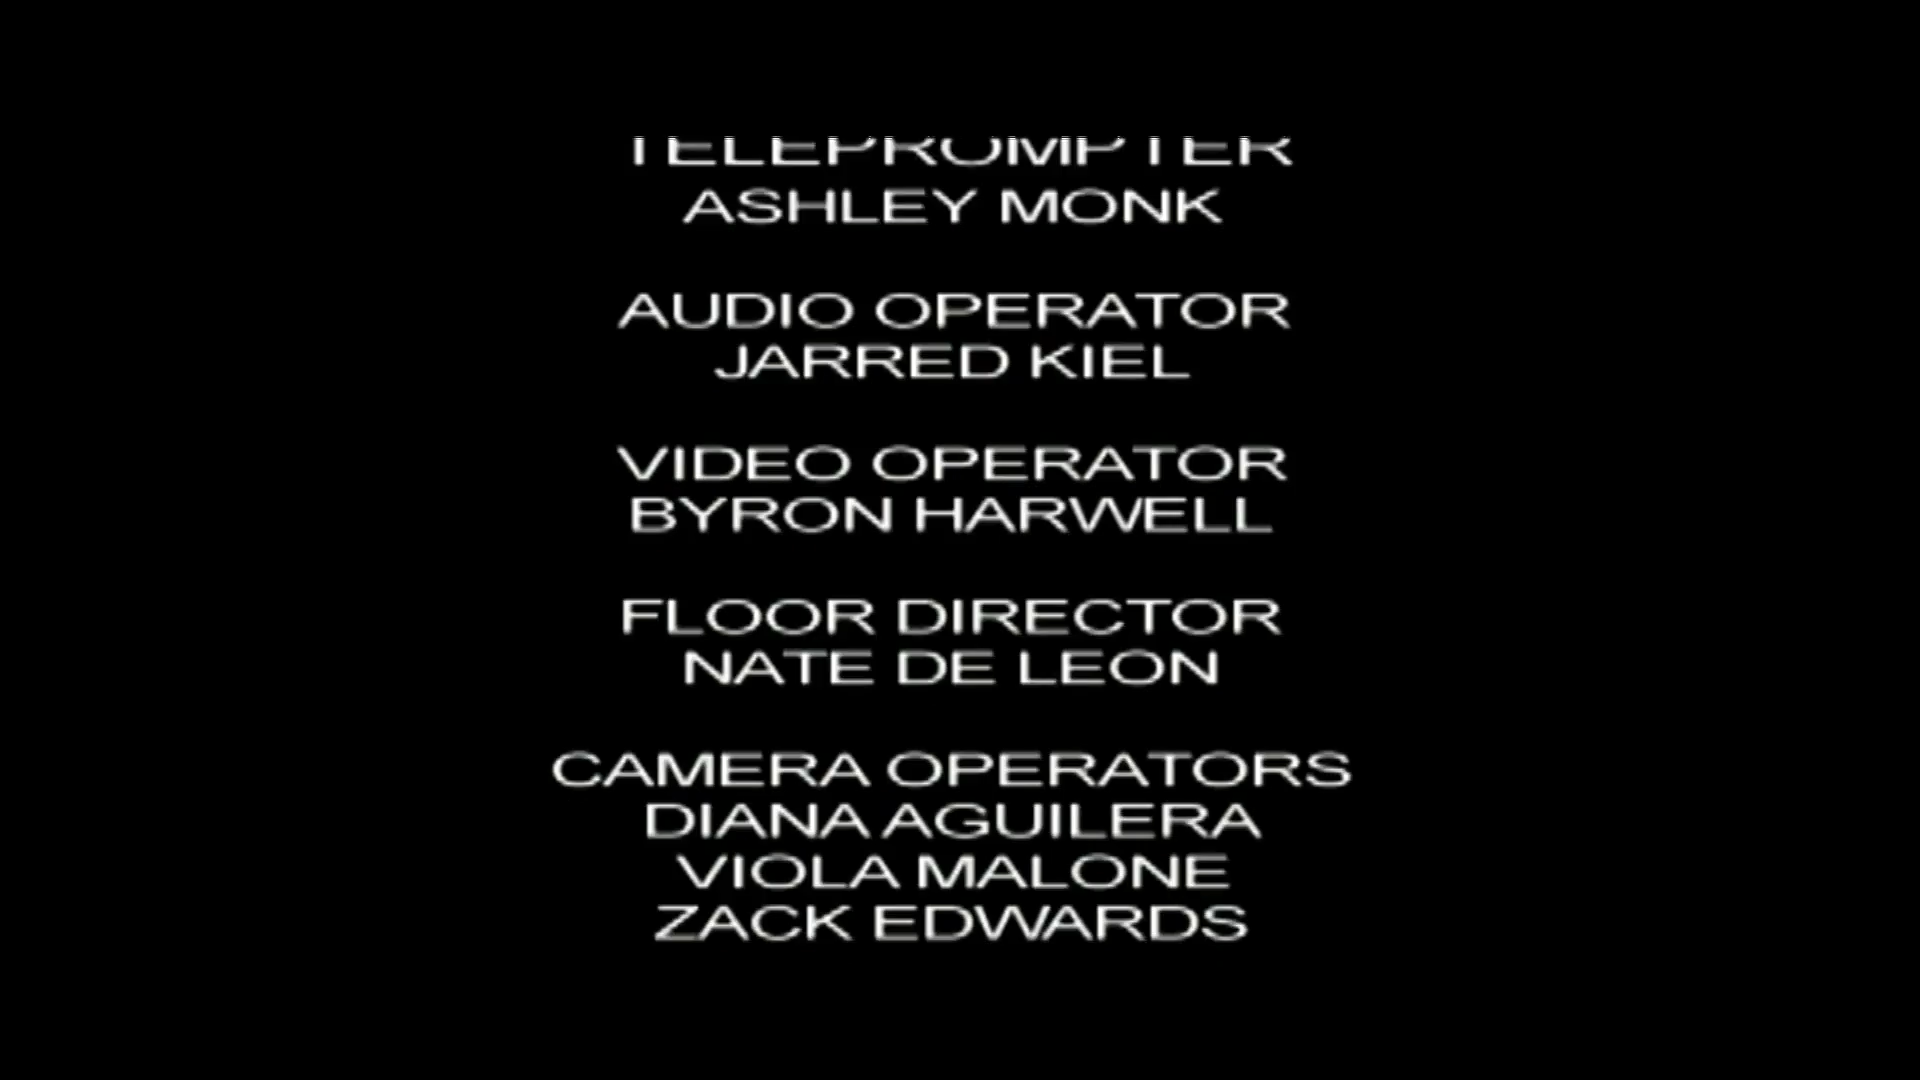 TELEPROMPTER
ASHLEY MONK
AUDIO OPERATOR
JARRED KIEL
VIDEO OPERATOR
BYRON HARWELL
FLOOR DIRECTOR
NATE DE LEON
CAMERA OPERATORS
DIANA AGUILERA
VIOLA MALONE
ZACK EDWARDS